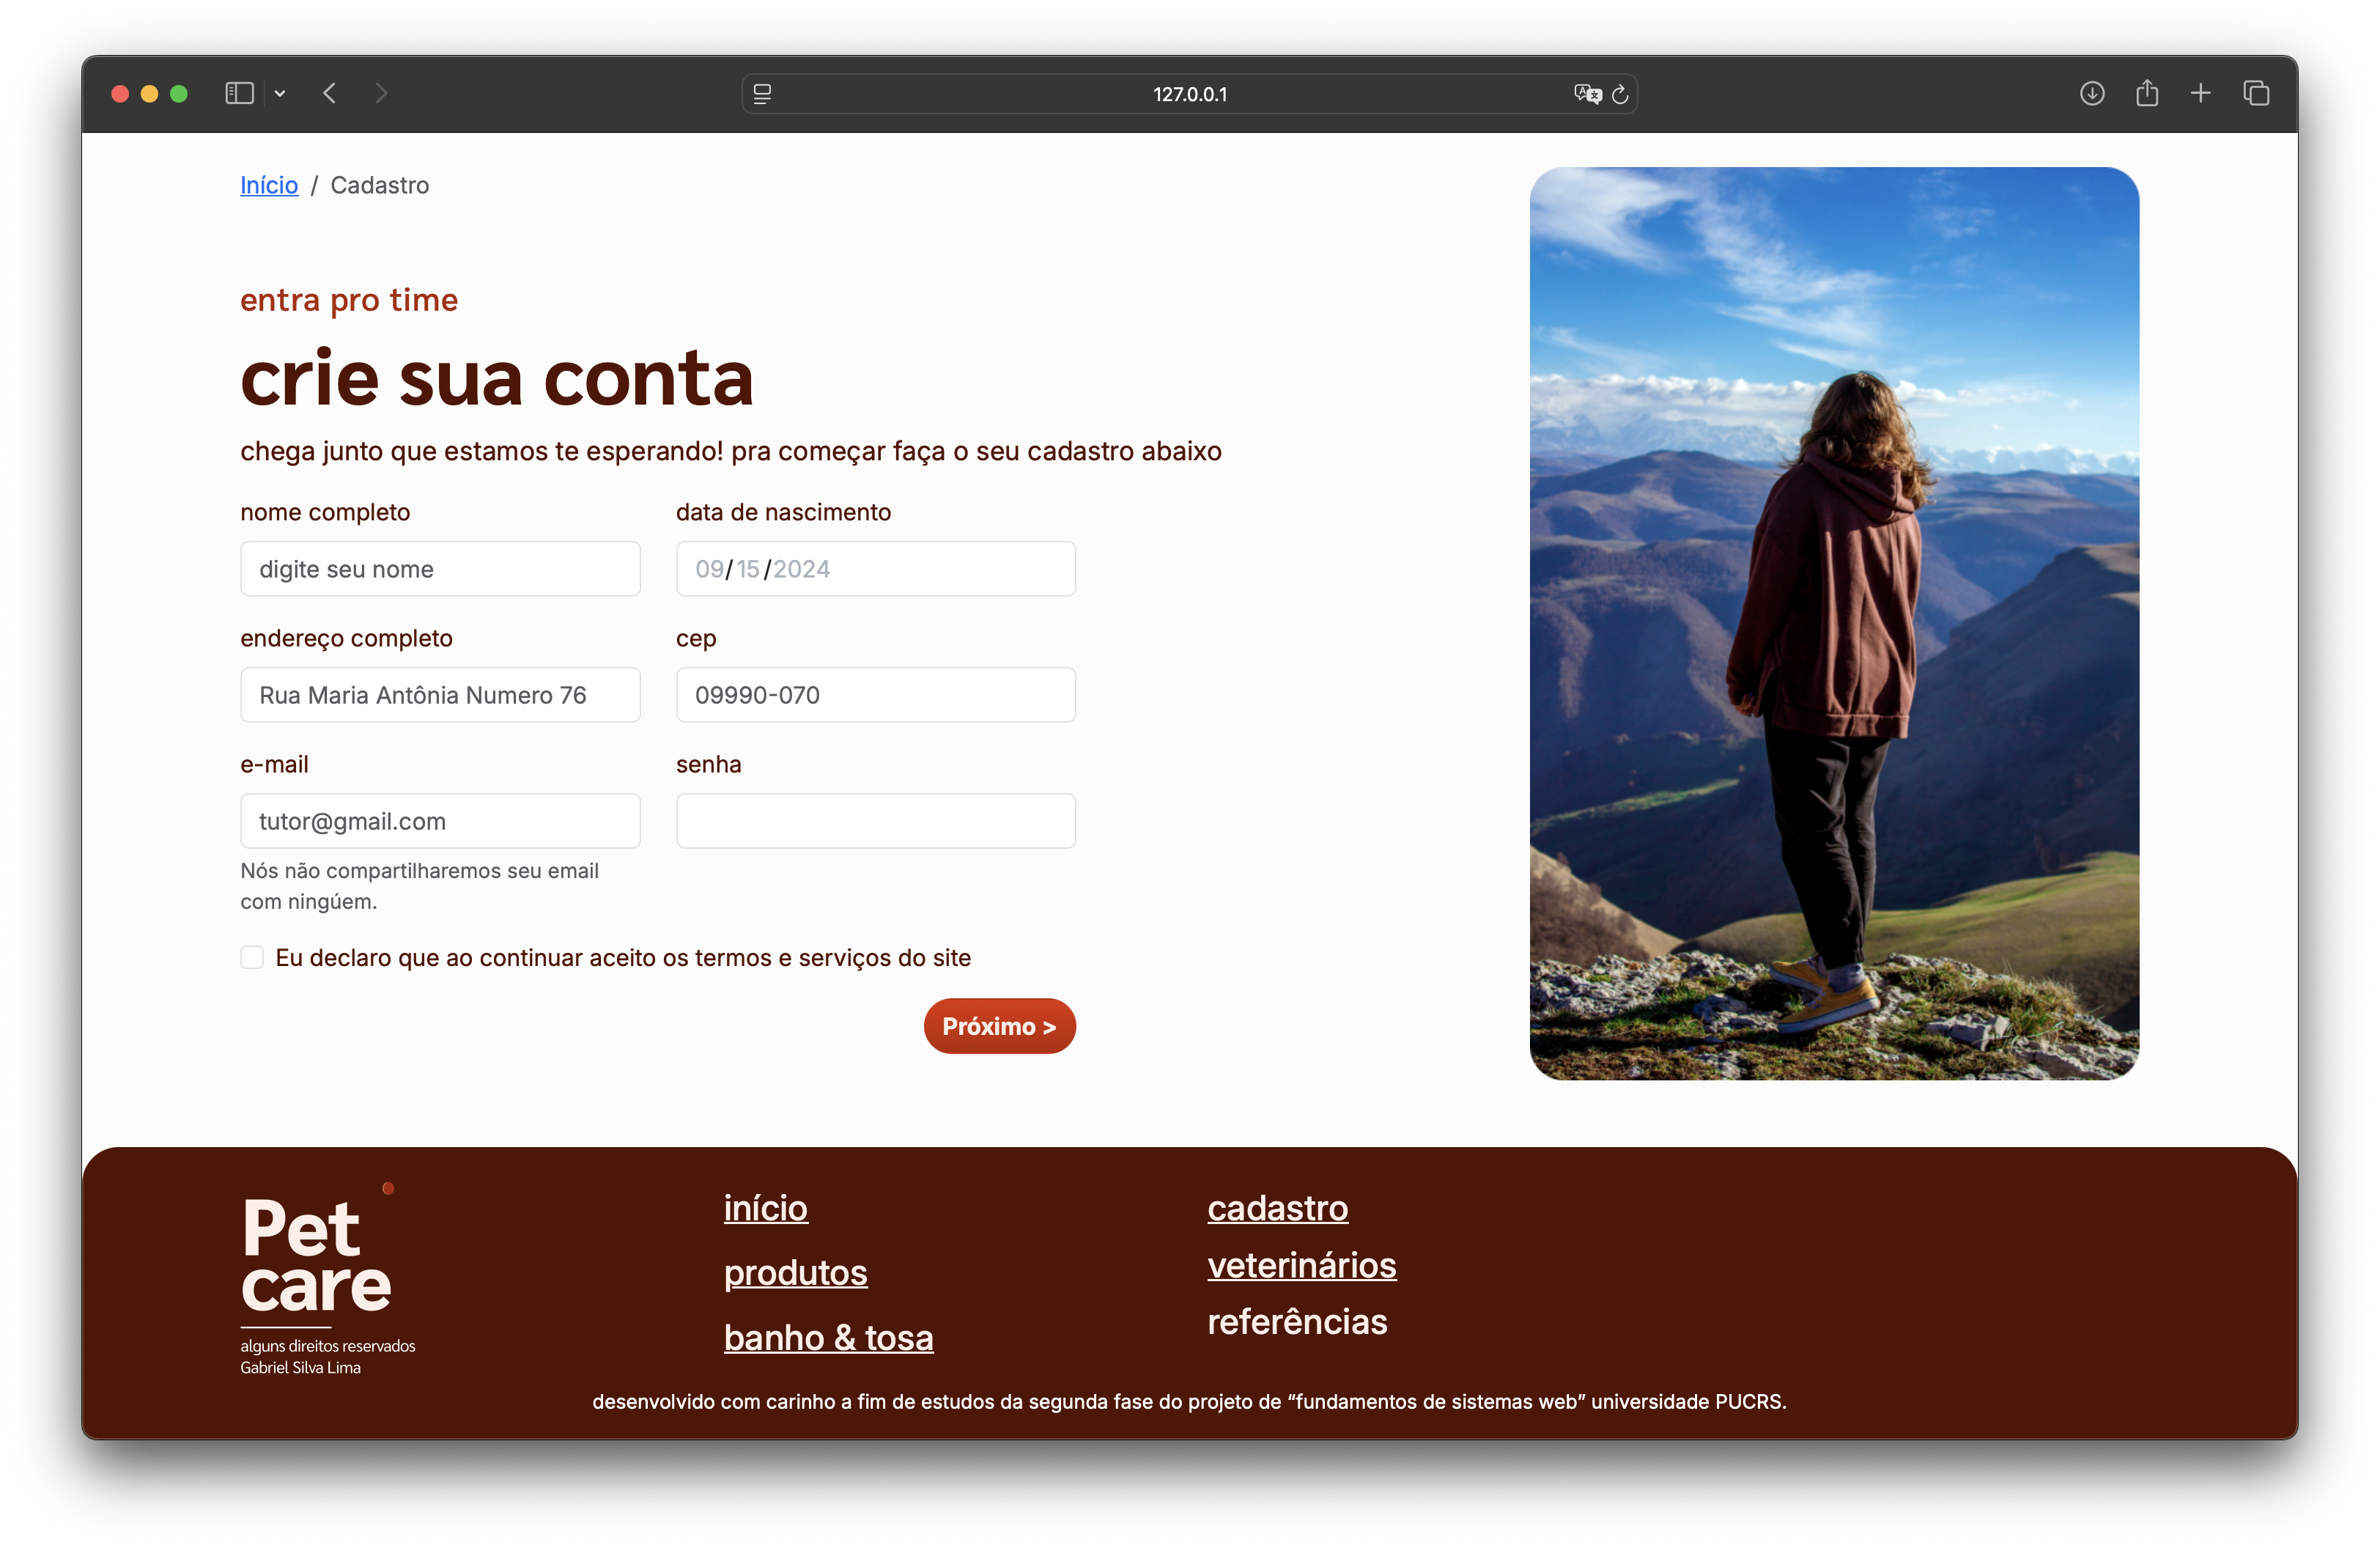 127.0.0.1
Início / Cadastro
entra pro time
crie sua conta
chega junto que estamos te esperando! pra começar faça o seu cadastro abaixo
nome completo
data de nascimento
digite seu nome
09/15/2024
endereço completo
cep
Rua Maria Antônia Numero 76
09990-070
e-mail
senha
tutor@gmail.com
Nós não compartilharemos seu email
com ningúem.
Eu declaro que ao continuar aceito os termos e serviços do site
Próximo >
Pet
care
alguns direitos reservados
Gabriel Silva Lima
início
produtos
banho & tosa
cadastro
veterinários
referências
desenvolvido com carinho a fim de estudos da segunda fase do projeto de “fundamentos de sistemas web” universidade PUCRS.